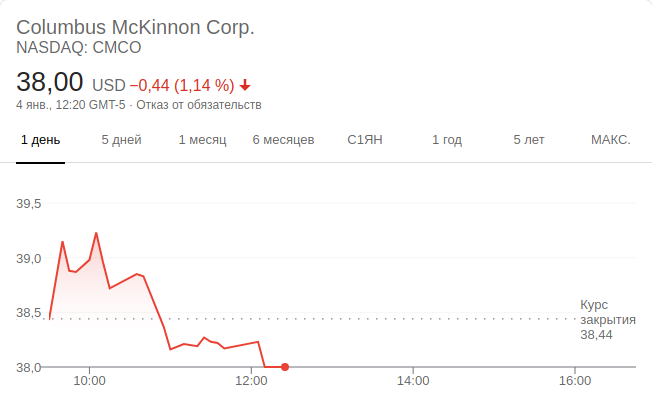 Columbus McKinnon Corp.
NASDAQ: CMCO
38,00 USD −0,44 (1,14 %)
4 янв., 12:20 GMT-5 · Отказ от обязательств
1 день 5 дней 1 месяц 6 месяцев С1ЯН 1 год 5 лет МАКС.
39,5
39,0
38,5
Курс
закрытия
38,44
38,0
10:00 12:00 14:00 16:00